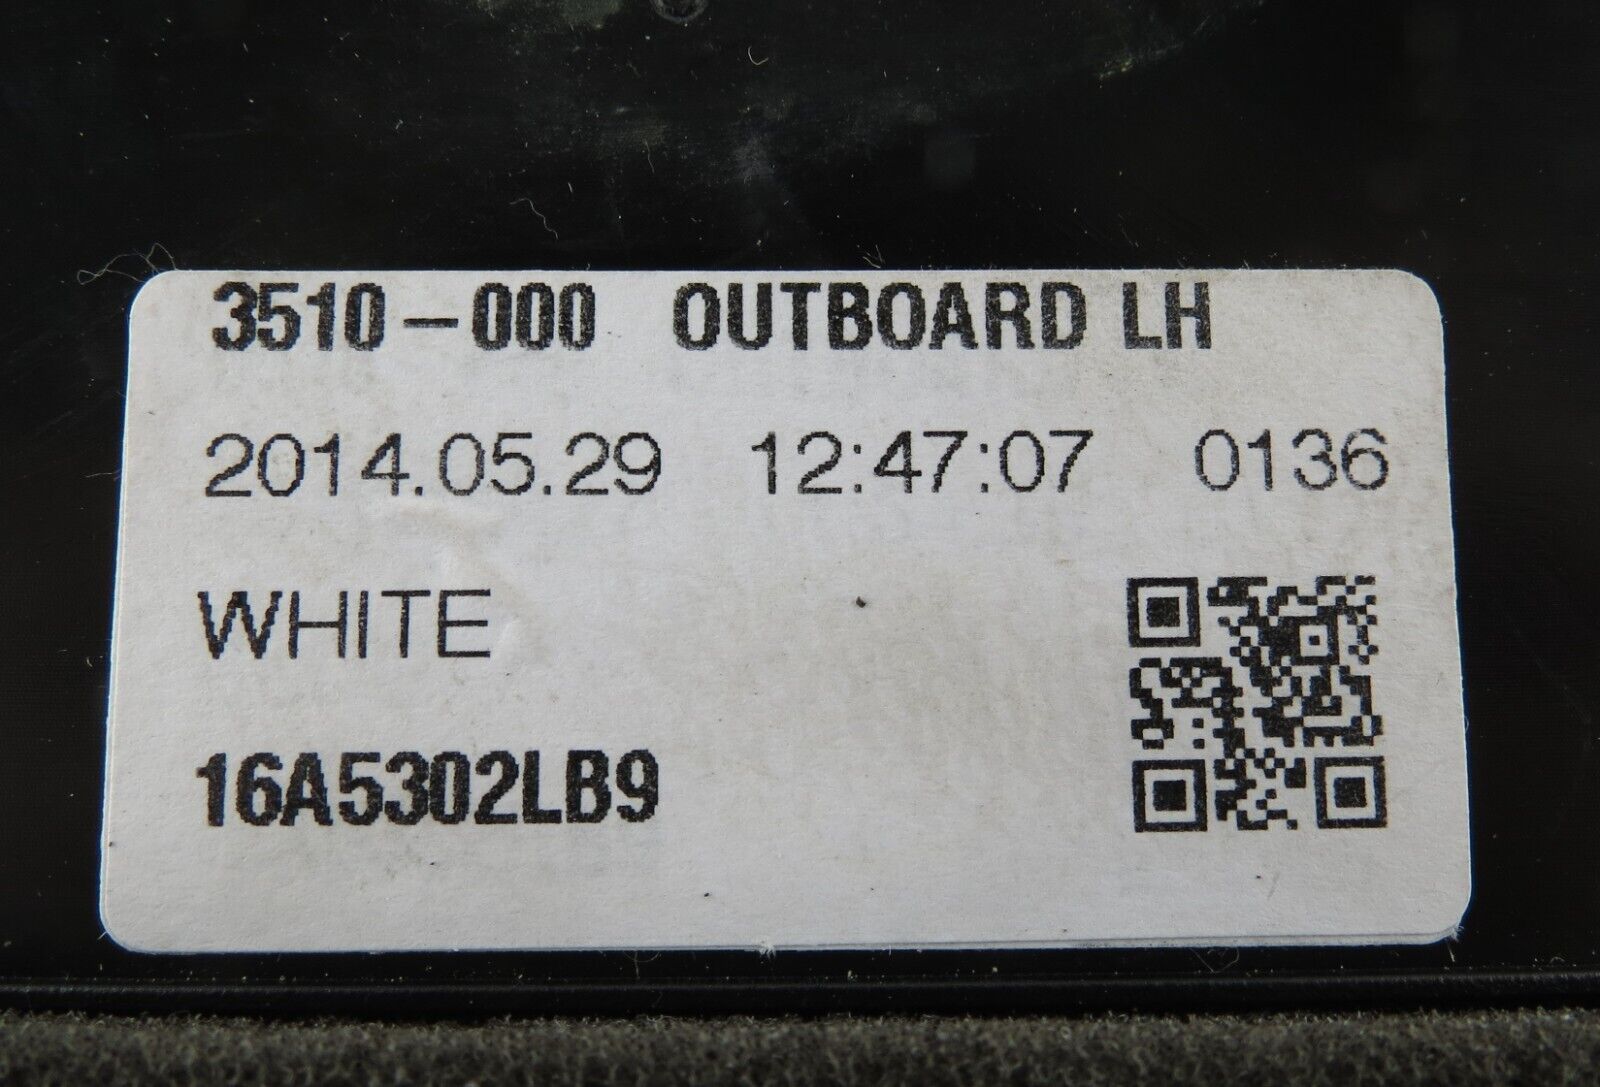 3510-000 OUTBOARD LH
2014.05.29 12:47:07 0136
WHITE
16A5302LB9